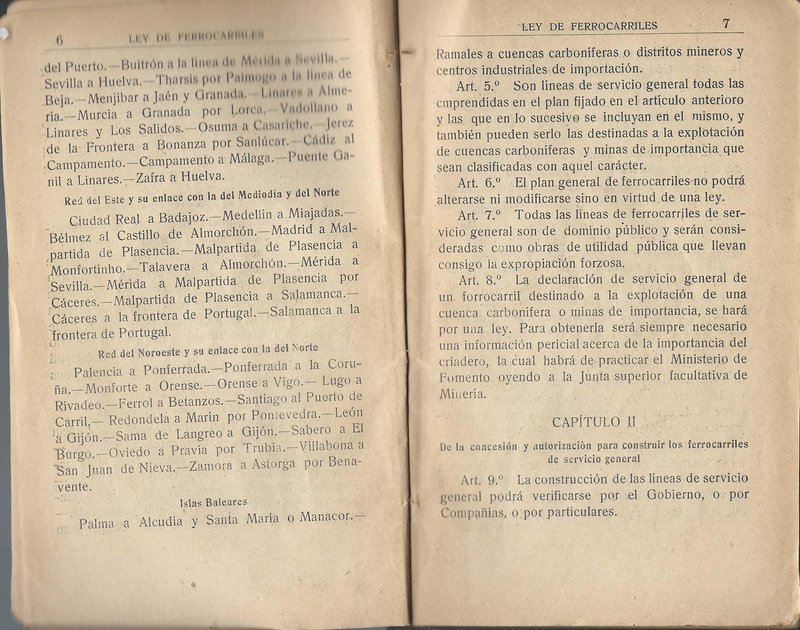 6 LEY DE FERROCARRILES
del Puerto.—Buitrón a la línea de Mérida a Sevilla.—
Sevilla a Huelva.—Tharsis por Palmogo a la línea de
Beja.—Menjibar a Jaén y Granada.—Linares a Alme-
ría.—Murcia a Granada por Lorca.—Vadollano a
Linares y Los Salidos.—Osuma a Casariche.—Jerez
de la Frontera a Bonanza por Sanlúcar.—Cádiz al
Campamento.—Campamento a Málaga.—Puente Ga-
nil a Linares.—Zafra a Huelva.
Red del Este y su enlace con la del Mediodia y del Norte
Ciudad Real a Badajoz.—Medellín a Miajadas.—
Bélmez al Castillo de Almorchón.—Madrid a Mal-
partida de Plasencia.—Malpartida de Plasencia a
Monfortinho.—Talavera a Almorchón.—Mérida a
Sevilla.—Mérida a Malpartida de Plasencia por
Cáceres.—Malpartida de Plasencia a Salamanca.—
Cáceres a la frontera de Portugal.—Salamanca a la
frontera de Portugal.
Red del Noroeste y su enlace con la del Norte
Palencia a Ponferrada.—Ponferrada a la Coru-
ña.—Monforte a Orense.—Orense a Vigo.—Lugo a
Rivadeo.—Ferrol a Betanzos.—Santiago al Puerto de
Carril,— Redondela a Marín por Pontevedra.—León
a Gijón.—Sama de Langreo a Gijón.—Sabero a El
Burgo.—Oviedo a Pravia por Trubia.—Villabona a
San Juan de Nieva.—Zamora a Astorga por Bena-
vente.
Islas Baleares
Palma a Alcudia y Santa María o Manacor.—
LEY DE FERROCARRILES 7
Ramales a cuencas carboníferas o distritos mineros y
centros industriales de importación.
Art. 5.º Son líneas de servicio general todas las
cmprendidas en el plan fijado en el artículo anterioro
y las que en lo sucesivo se incluyan en el mismo, y
también pueden serlo las destinadas a la explotación
de cuencas carboníferas y minas de importancia que
sean clasificadas con aquel carácter.
Art. 6.º El plan general de ferrocarriles no podrá
alterarse ni modificarse sino en virtud de una ley.
Art. 7.º Todas las líneas de ferrocarriles de ser-
vicio general son de dominio público y serán consi-
deradas como obras de utilidad pública que llevan
consigo la expropiación forzosa.
Art. 8.º La declaración de servicio general de
un forrocarril destinado a la explotación de una
cuenca carbonífera o minas de importancia, se hará
por una ley. Para obtenerla será siempre necesario
una información pericial acerca de la importancia del
criadero, la cual habrá de practicar el Ministerio de
Fomento oyendo a la Junta superior facultativa de
Minería.
CAPÍTULO II
De la concesión y autorización para construir los ferrocarriles
de servicio general
Art. 9.º La construcción de las líneas de servicio
general podrá verificarse por el Gobierno, o por
Compañías, o por particulares.